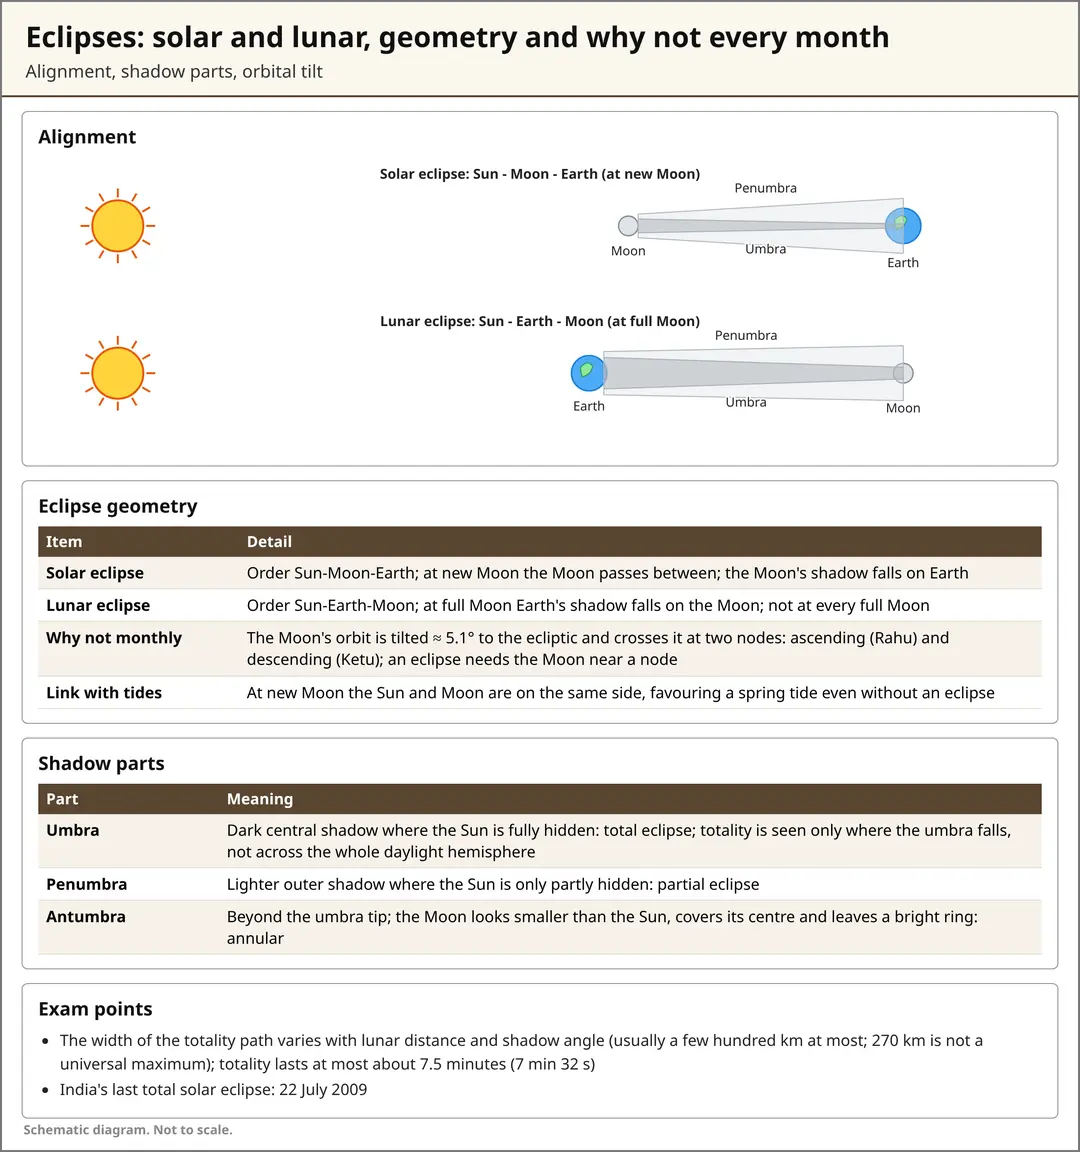 Eclipses: solar and lunar, geometry and why not every month
Alignment, shadow parts, orbital tilt
Alignment
Solar eclipse: Sun - Moon - Earth (at new Moon)
Penumbra
Moon
Umbra
Earth
Lunar eclipse: Sun - Earth - Moon (at full Moon)
Penumbra
Earth
Umbra
Moon
Eclipse geometry
Item Detail
Solar eclipse Order Sun-Moon-Earth; at new Moon the Moon passes between; the Moon's shadow falls on Earth
Lunar eclipse Order Sun-Earth-Moon; at full Moon Earth's shadow falls on the Moon; not at every full Moon
Why not monthly The Moon's orbit is tilted ≈ 5.1° to the ecliptic and crosses it at two nodes: ascending (Rahu) and
descending (Ketu); an eclipse needs the Moon near a node
Link with tides At new Moon the Sun and Moon are on the same side, favouring a spring tide even without an eclipse
Shadow parts
Part Meaning
Umbra Dark central shadow where the Sun is fully hidden: total eclipse; totality is seen only where the umbra falls,
not across the whole daylight hemisphere
Penumbra Lighter outer shadow where the Sun is only partly hidden: partial eclipse
Antumbra Beyond the umbra tip; the Moon looks smaller than the Sun, covers its centre and leaves a bright ring:
annular
Exam points
• The width of the totality path varies with lunar distance and shadow angle (usually a few hundred km at most; 270 km is not a
universal maximum); totality lasts at most about 7.5 minutes (7 min 32 s)
• India's last total solar eclipse: 22 July 2009
Schematic diagram. Not to scale.